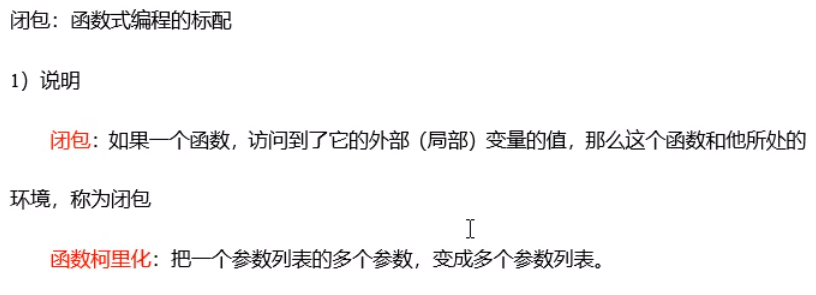 闭包：函数式编程的标配
1）说明
闭包：如果一个函数，访问到了它的外部（局部）变量的值，那么这个函数和他所处的
环境，称为闭包
函数柯里化：把一个参数列表的多个参数，变成多个参数列表。